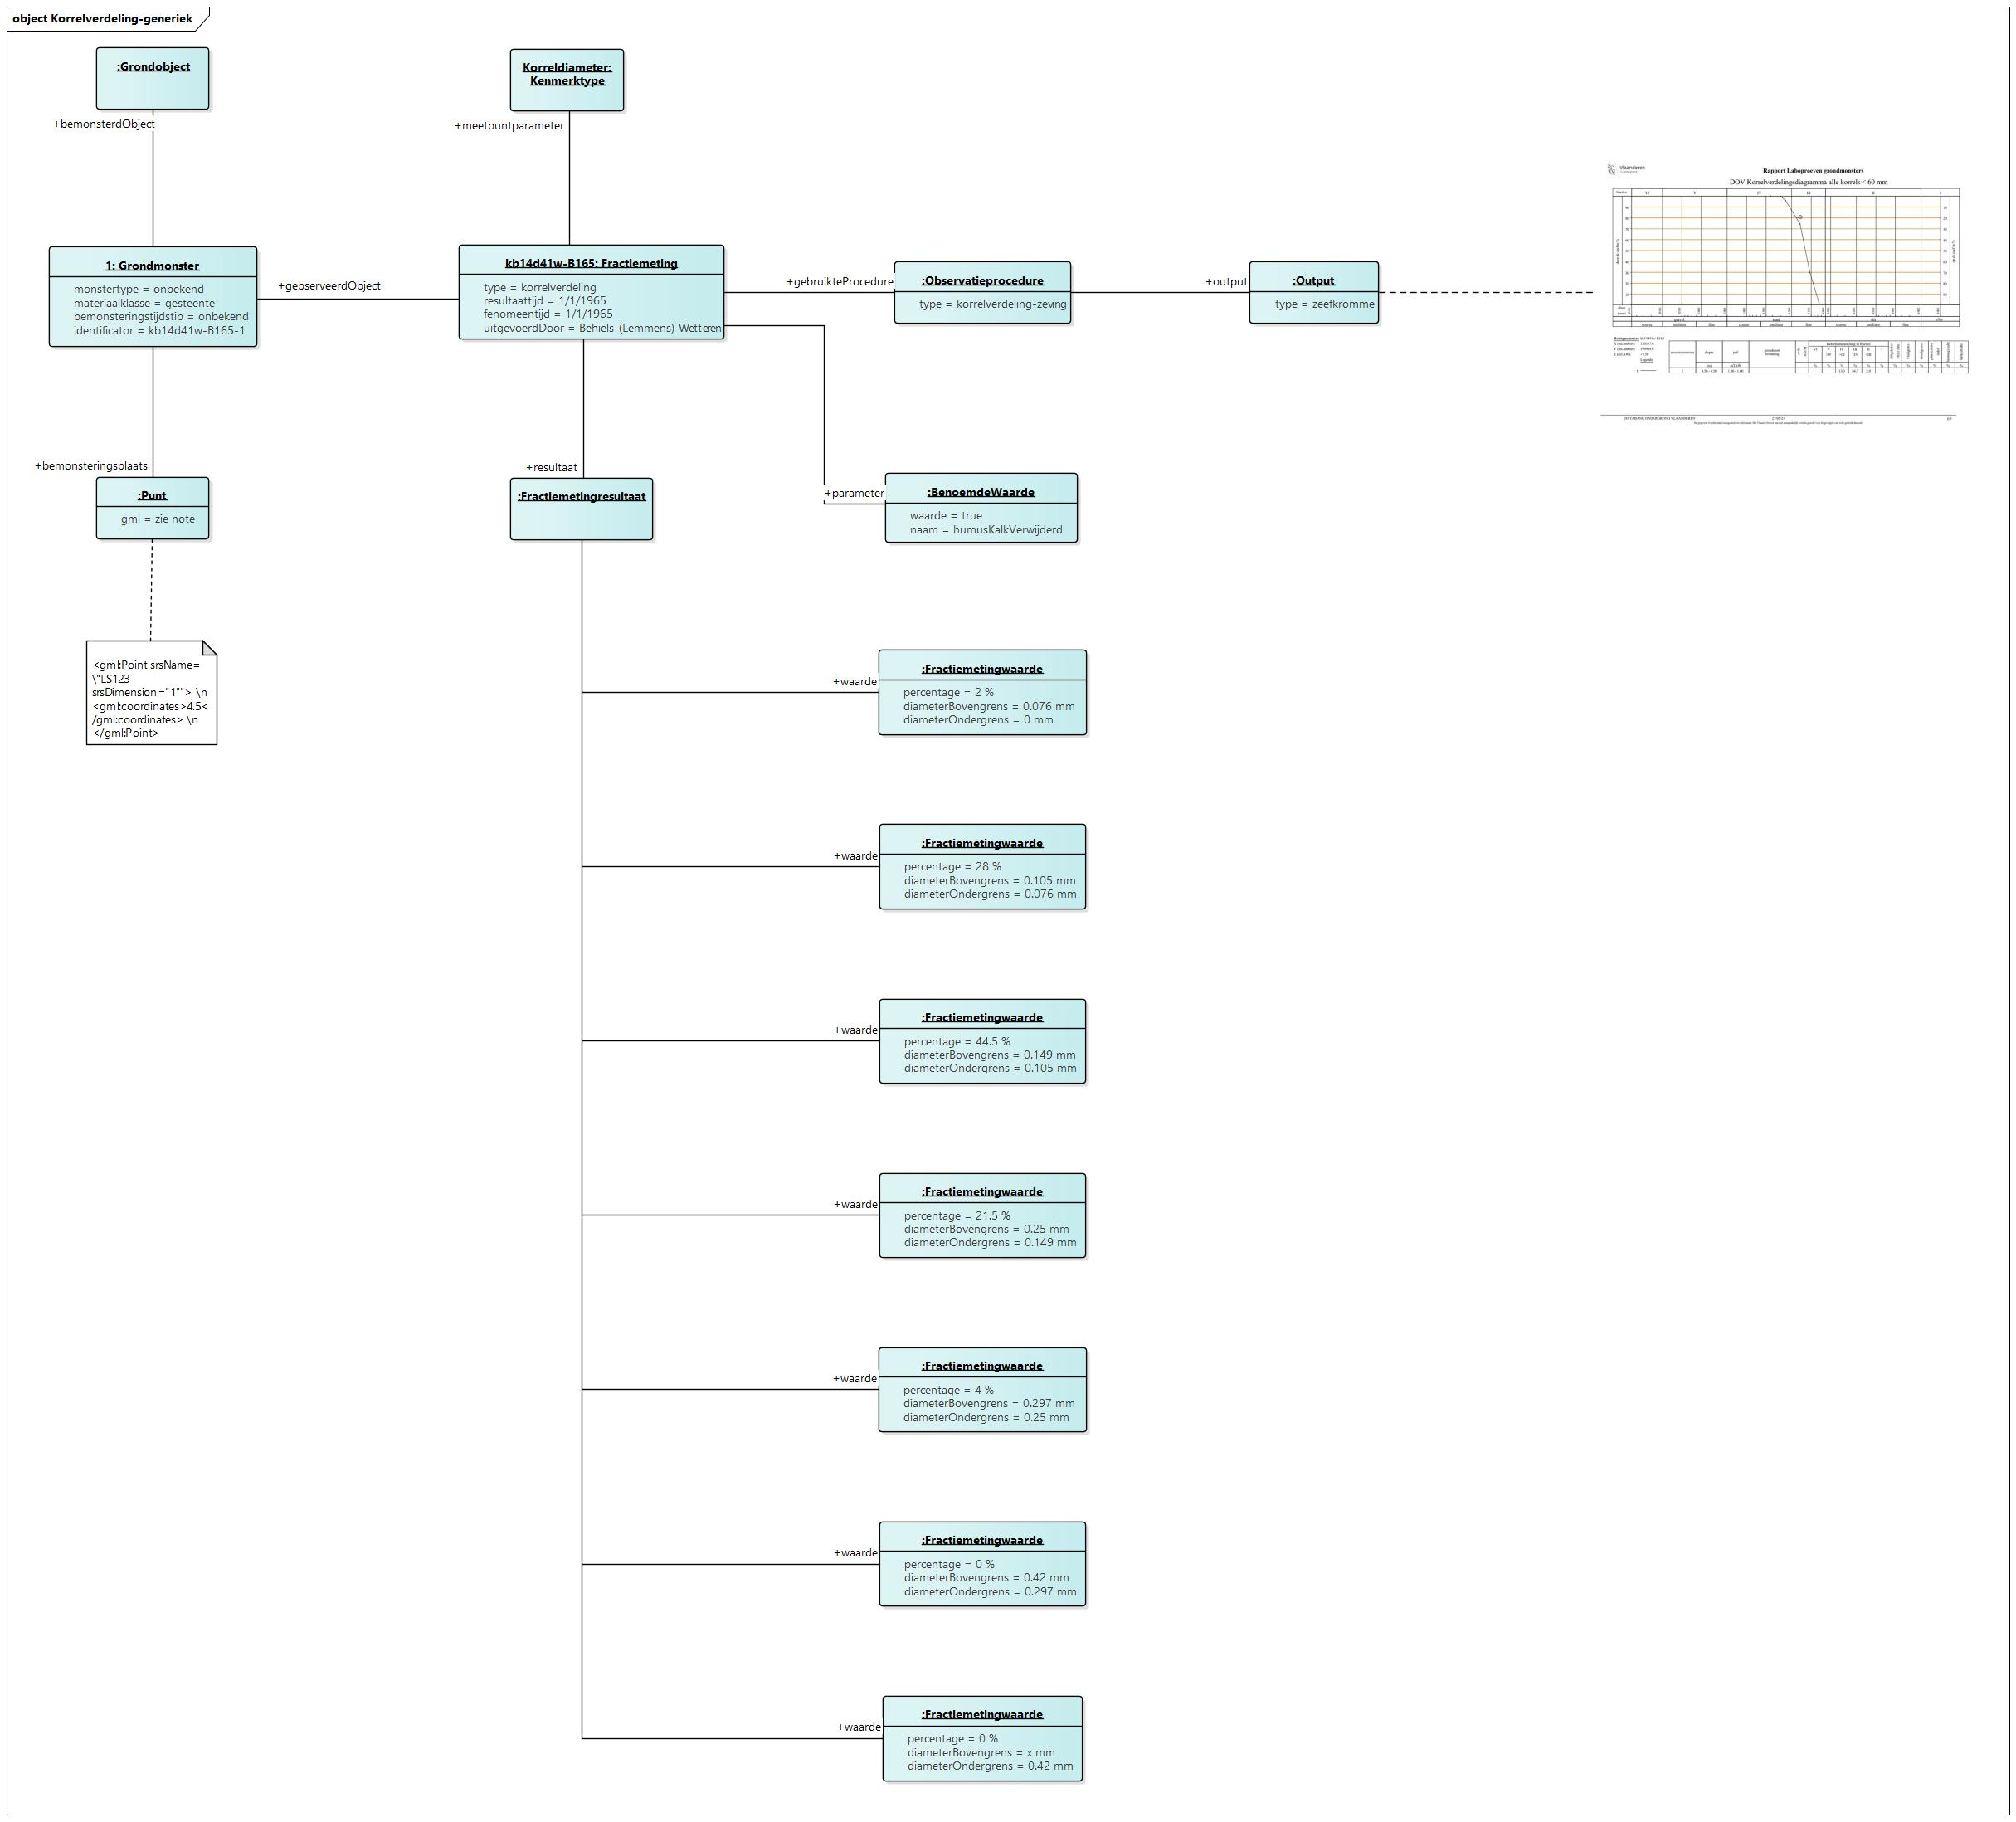 object Korrelverdeling-generiek
:Grondobject
Korreldiameter:
Kenmerktype
+bemonsterdObject
+meetpuntparameter
Vlaanderen
Rapport Laboproeven grondmonsters
DOV Korrelverdelingsdiagramma alle korrels < 60 mm
1: Grondmonster
monstertype = onbekend
materiaalklasse = gesteente
bemonsteringstijdstip = onbekend
identificator = kb14d41w-B165-1
+gebserveerdObject
kb14d41w-B165: Fractiemeting
type = korrelverdeling
resultaattijd = 1/1/1965
fenomeentijd = 1/1/1965
uitgevoerdDoor = Behiels-(Lemmens)-Wetteren
+gebruikteProcedure
:Observatieprocedure
type = korrelverdeling-zeving
+output
:Output
type = zeefkromme
DATABANK ONDERGROND VLAANDEREN
+bemonsteringsplaats
:Punt
gml = zie note
+resultaat
:Fractiemetingresultaat
+parameter
:BenoemdeWaarde
waarde = true
naam = humusKalkVerwijderd
<gml:Point srsName=
\"LS123
srsDimension="1""> \n
<gml:coordinates>4.5<
/gml:coordinates> \n
</gml:Point>
+waarde
:Fractiemetingwaarde
percentage = 2 %
diameterBovengrens = 0.076 mm
diameterOndergrens = 0 mm
+waarde
:Fractiemetingwaarde
percentage = 28 %
diameterBovengrens = 0.105 mm
diameterOndergrens = 0.076 mm
+waarde
:Fractiemetingwaarde
percentage = 44.5 %
diameterBovengrens = 0.149 mm
diameterOndergrens = 0.105 mm
+waarde
:Fractiemetingwaarde
percentage = 21.5 %
diameterBovengrens = 0.25 mm
diameterOndergrens = 0.149 mm
+waarde
:Fractiemetingwaarde
percentage = 4 %
diameterBovengrens = 0.297 mm
diameterOndergrens = 0.25 mm
+waarde
:Fractiemetingwaarde
percentage = 0 %
diameterBovengrens = 0.42 mm
diameterOndergrens = 0.297 mm
+waarde
:Fractiemetingwaarde
percentage = 0 %
diameterBovengrens = x mm
diameterOndergrens = 0.42 mm